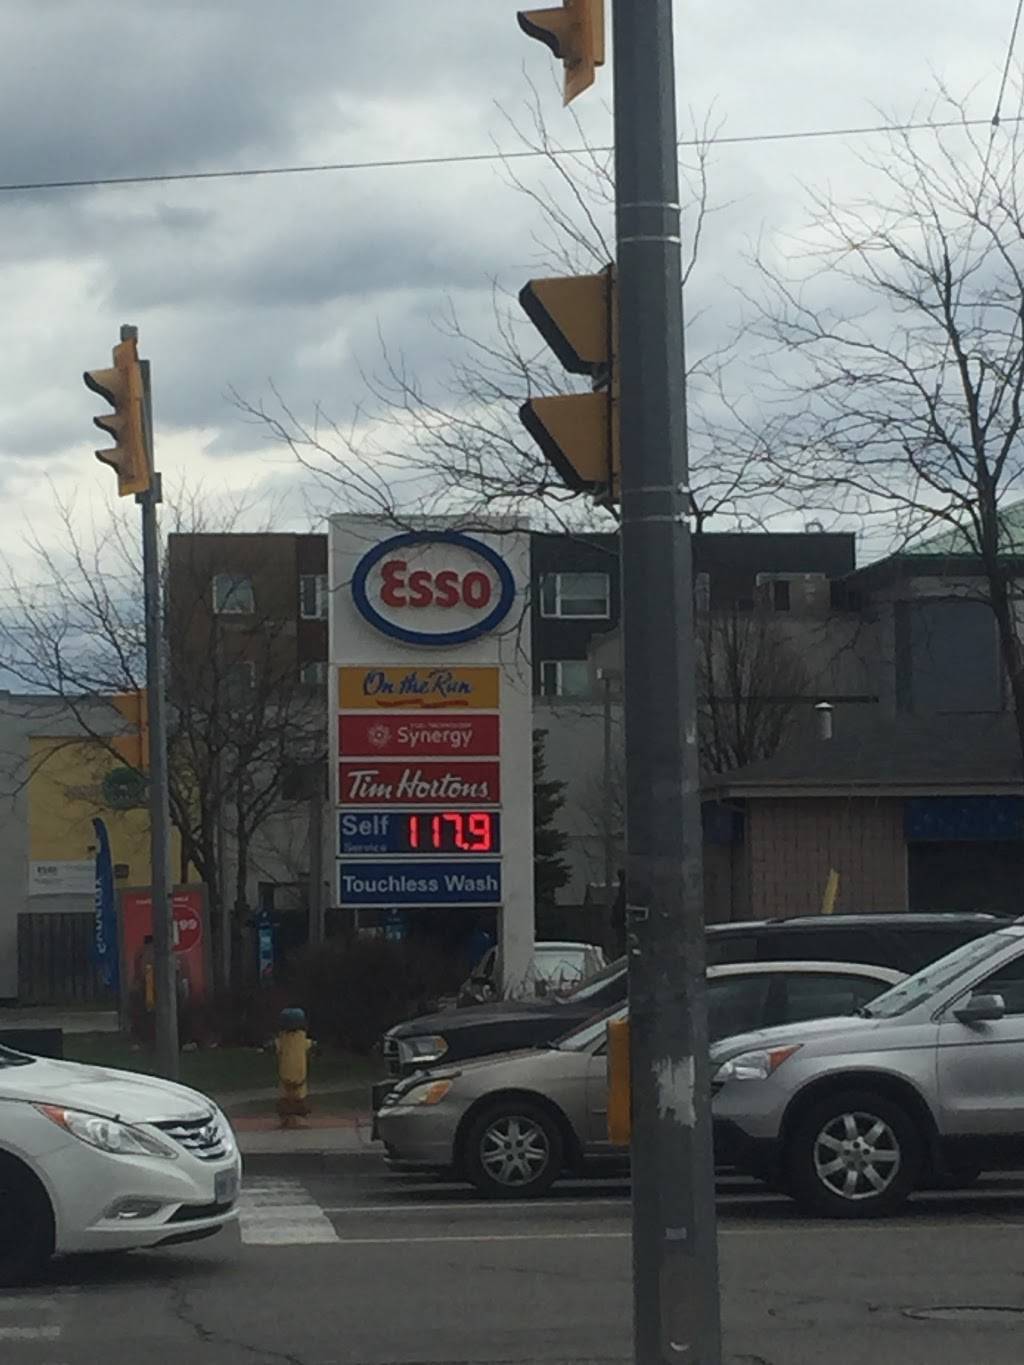 Esso
On the Run
Synergy
Tim Hortons
Self 117.9
Service
Touchless Wash